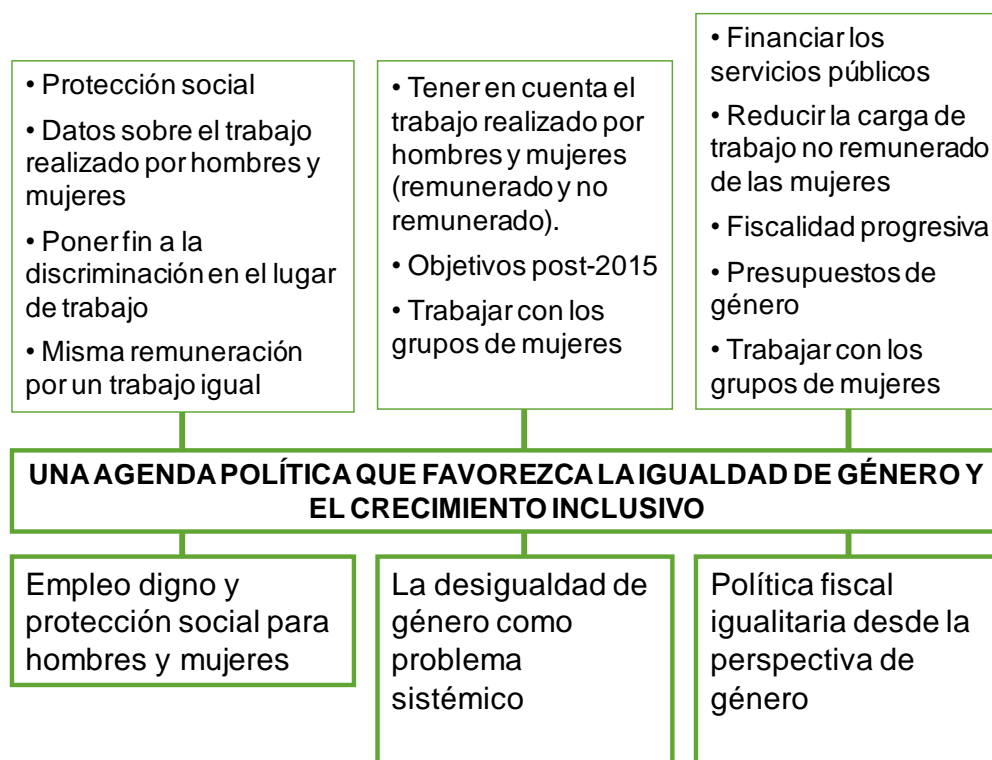 • Protección social
• Datos sobre el trabajo
realizado por hombres y
mujeres
• Poner fin a la
discriminación en el lugar
de trabajo
• Misma remuneración
por un trabajo igual
• Tener en cuenta el
trabajo realizado por
hombres y mujeres
(remunerado y no
remunerado).
• Objetivos post-2015
• Trabajar con los
grupos de mujeres
• Financiar los
servicios públicos
• Reducir la carga de
trabajo no remunerado
de las mujeres
• Fiscalidad progresiva
• Presupuestos de
género
• Trabajar con los
grupos de mujeres
UNA AGENDA POLÍTICA QUE FAVOREZCA LA IGUALDAD DE GÉNERO Y
EL CRECIMIENTO INCLUSIVO
Empleo digno y
protección social para
hombres y mujeres
La desigualdad de
género como
problema
sistémico
Política fiscal
igualitaria desde la
perspectiva de
género